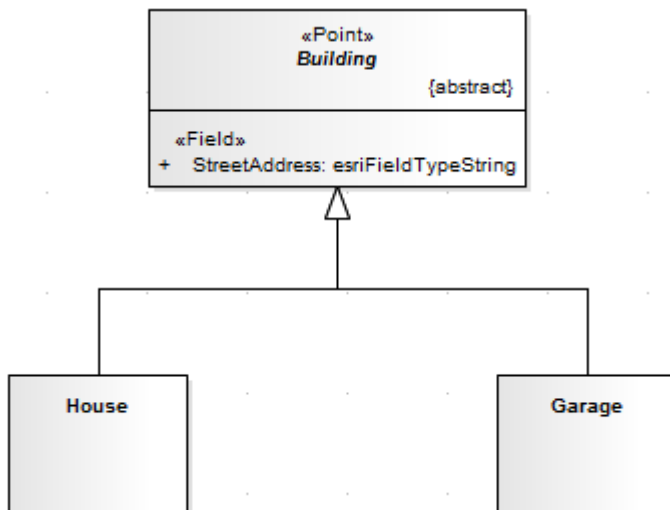 «Point»
Building
{abstract}
«Field»
+ StreetAddress: esriFieldTypeString
House
Garage